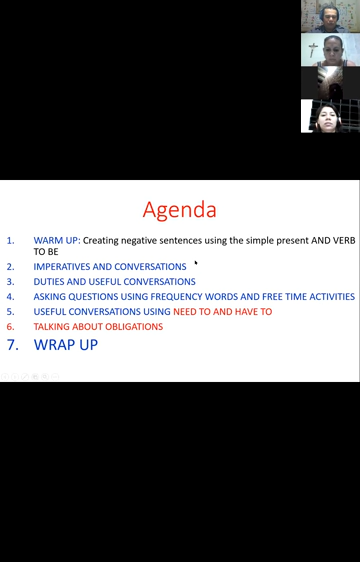 Agenda
1. WARM UP: Creating negative sentences using the simple present AND VERB
TO BE
2. IMPERATIVES AND CONVERSATIONS
3. DUTIES AND USEFUL CONVERSATIONS
4. ASKING QUESTIONS USING FREQUENCY WORDS AND FREE TIME ACTIVITIES
5. USEFUL CONVERSATIONS USING NEED TO AND HAVE TO
6. TALKING ABOUT OBLIGATIONS
7. WRAP UP